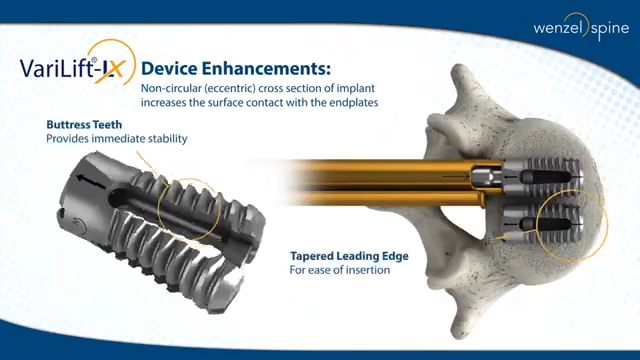 wenzel spine
VariLift®-LX
Device Enhancements:
Non-circular (eccentric) cross section of implant
increases the surface contact with the endplates
Buttress Teeth
Provides immediate stability
Tapered Leading Edge
For ease of insertion